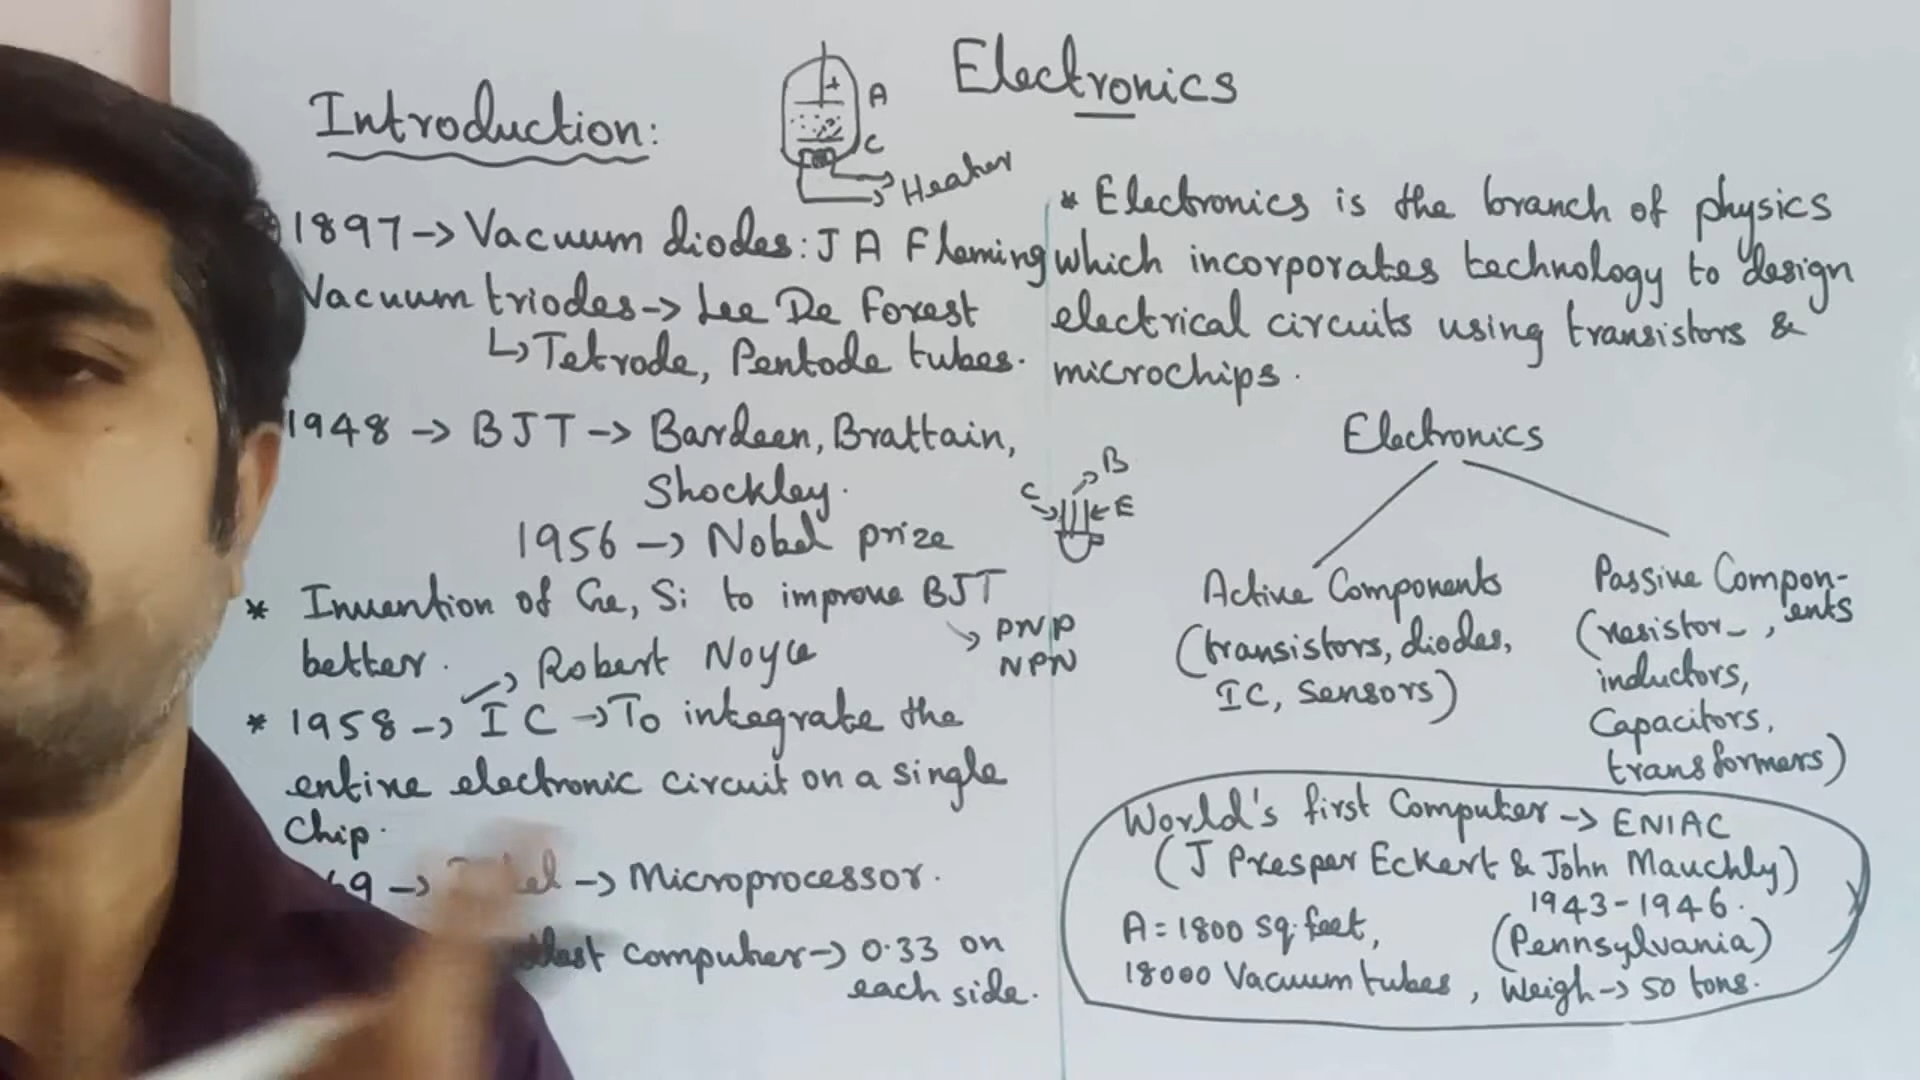 Electronics
Introduction:
A
C
Heater
1897 → Vacuum diodes: J A Fleming
Vacuum triodes → Lee De Forest
↳ Tetrode, Pentode tubes.
1948 → BJT → Bardeen, Brattain,
Shockley.
1956 → Nobel prize
* Invention of Ge, Si to improve BJT
better.
PNP
NPN
→ Robert Noyce
* 1958 → IC → To integrate the
entire electronic circuit on a single
chip.
69 → → Microprocessor.
computer → 0.33 on
each side.
* Electronics is the branch of physics
which incorporates technology to design
electrical circuits using transistors &
microchips.
B
C
E
Electronics
Active Components
(transistors, diodes,
IC, Sensors)
Passive Compon-
ents
(resistor_,
inductors,
Capacitors,
transformers)
World's first Computer → ENIAC
(J Presper Eckert & John Mauchly)
1943-1946.
A = 1800 sq. feet,
(Pennsylvania)
18000 Vacuum tubes, Weigh → 50 tons.